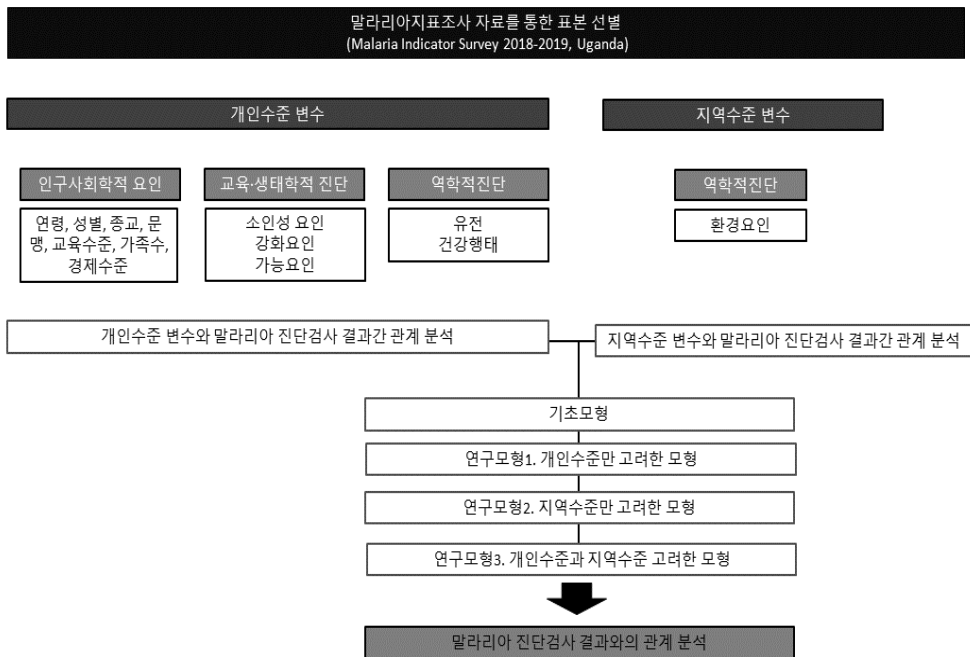 말라리아지표조사 자료를 통한 표본 선별
(Malaria Indicator Survey 2018-2019, Uganda)
개인수준 변수
지역수준 변수
인구사회학적 요인
교육·생태학적 진단
역학적진단
역학적진단
연령, 성별, 종교, 문
맹, 교육수준, 가족수,
경제수준
소인성 요인
강화요인
가능요인
유전
건강행태
환경요인
개인수준 변수와 말라리아 진단검사 결과간 관계 분석
지역수준 변수와 말라리아 진단검사 결과간 관계 분석
기초모형
연구모형1. 개인수준만 고려한 모형
연구모형2. 지역수준만 고려한 모형
연구모형3. 개인수준과 지역수준 고려한 모형
말라리아 진단검사 결과와의 관계 분석